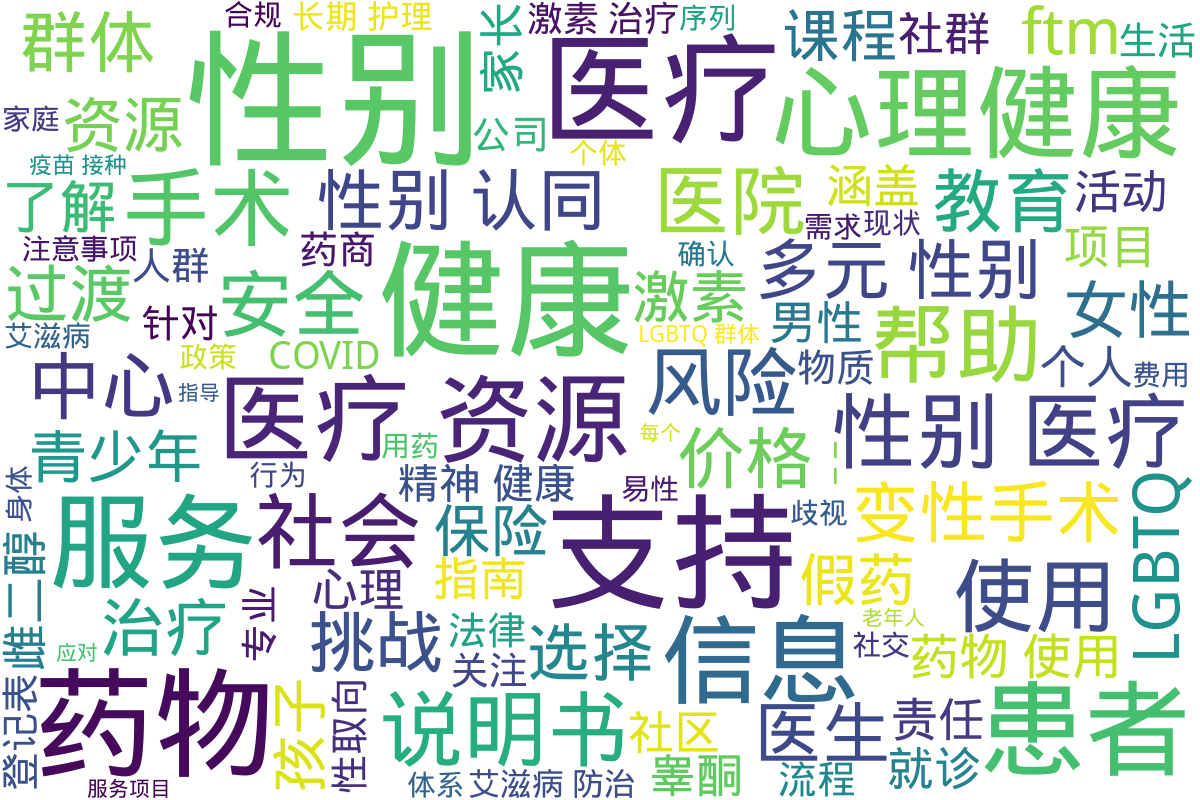 合规
长期 护理
激素 治疗
序列
群体
性别
家长
医疗
课程
社群
ftm
生活
家庭
资源
公司
个体
心理健康
疫苗 接种
了解
手术
性别 认同
医院
涵盖
教育
活动
注意事项
人群
药商
需求
现状
确认
多元 性别
项目
过渡
安全
健康
激素
女性
艾滋病
针对
政策
COVID
LGBTQ 群体
男性
帮助
中心
指导
医疗 资源
风险
物质
个人
费用
青少年
用药
每个
价格
性别 医疗
行为
精神 健康
易性
歧视
变性手术
LGBTQ
身体
服务
社会
保险
支持
雌二醇
心理
指南
假药
使用
治疗
专业
挑战
法律
选择
信息
老年人
社交
药物 使用
应对
关注
药物
登记表
孩子
性取向
说明书
社区
医生
责任
患者
服务项目
体系
艾滋病 防治
睾酮
流程
就诊